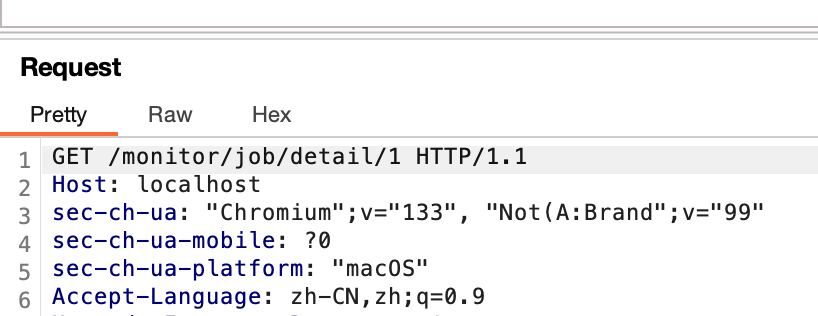 Request
Pretty Raw Hex
1 GET /monitor/job/detail/1 HTTP/1.1
2 Host: localhost
3 sec-ch-ua: "Chromium";v="133", "Not(A:Brand";v="99"
4 sec-ch-ua-mobile: ?0
5 sec-ch-ua-platform: "macOS"
6 Accept-Language: zh-CN,zh;q=0.9